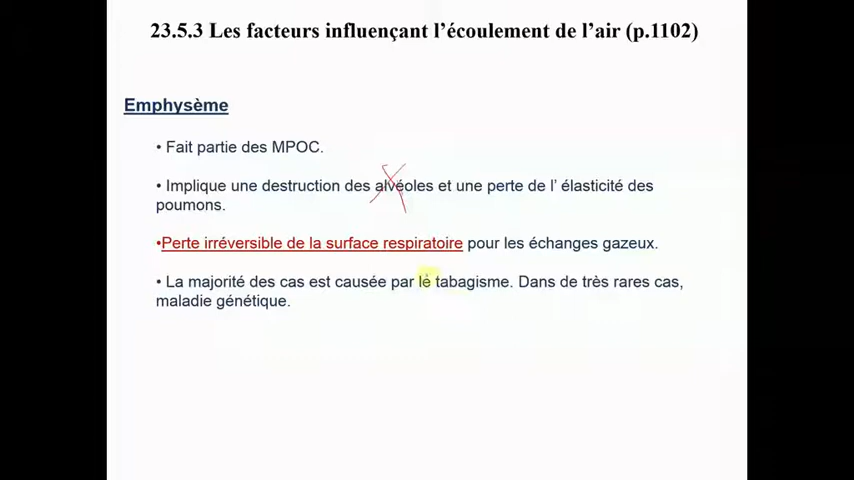 23.5.3 Les facteurs influençant l’écoulement de l’air (p.1102)
Emphysème
• Fait partie des MPOC.
• Implique une destruction des alvéoles et une perte de l’ élasticité des
poumons.
•Perte irréversible de la surface respiratoire pour les échanges gazeux.
• La majorité des cas est causée par le tabagisme. Dans de très rares cas,
maladie génétique.